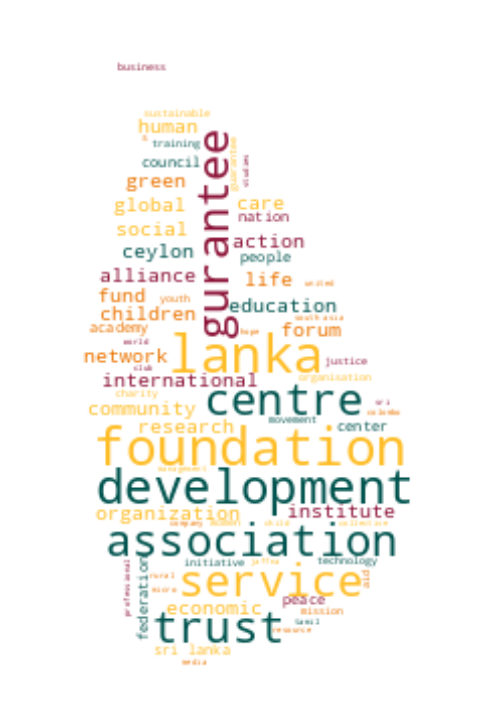 business
sustainable
human
training
gurantee
guarantee
studies
council
green
global
care
nation
social
action
ceylon
people
alliance
life
united
fund
youth
children
education
south asia
academy
hope
forum
world
lanka
network
club
justice
international
organisation
charity
centre
sri
community
colombo
movement
research
center
foundation
management
development
organization
institute
company
women
child
collective
association
professional
federation
initiative
jaffna
technology
rural
service
aid
micro
economic
peace
mission
trust
tamil
resource
sri lanka
media